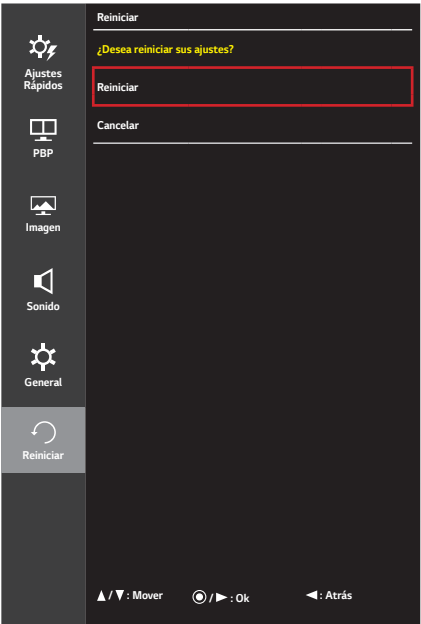 Reiniciar
¿Desea reiniciar sus ajustes?
Reiniciar
Cancelar
Ajustes
Rápidos
PBP
Imagen
Sonido
General
Reiniciar
▲/▼: Mover
◉/►: Ok
◄: Atrás